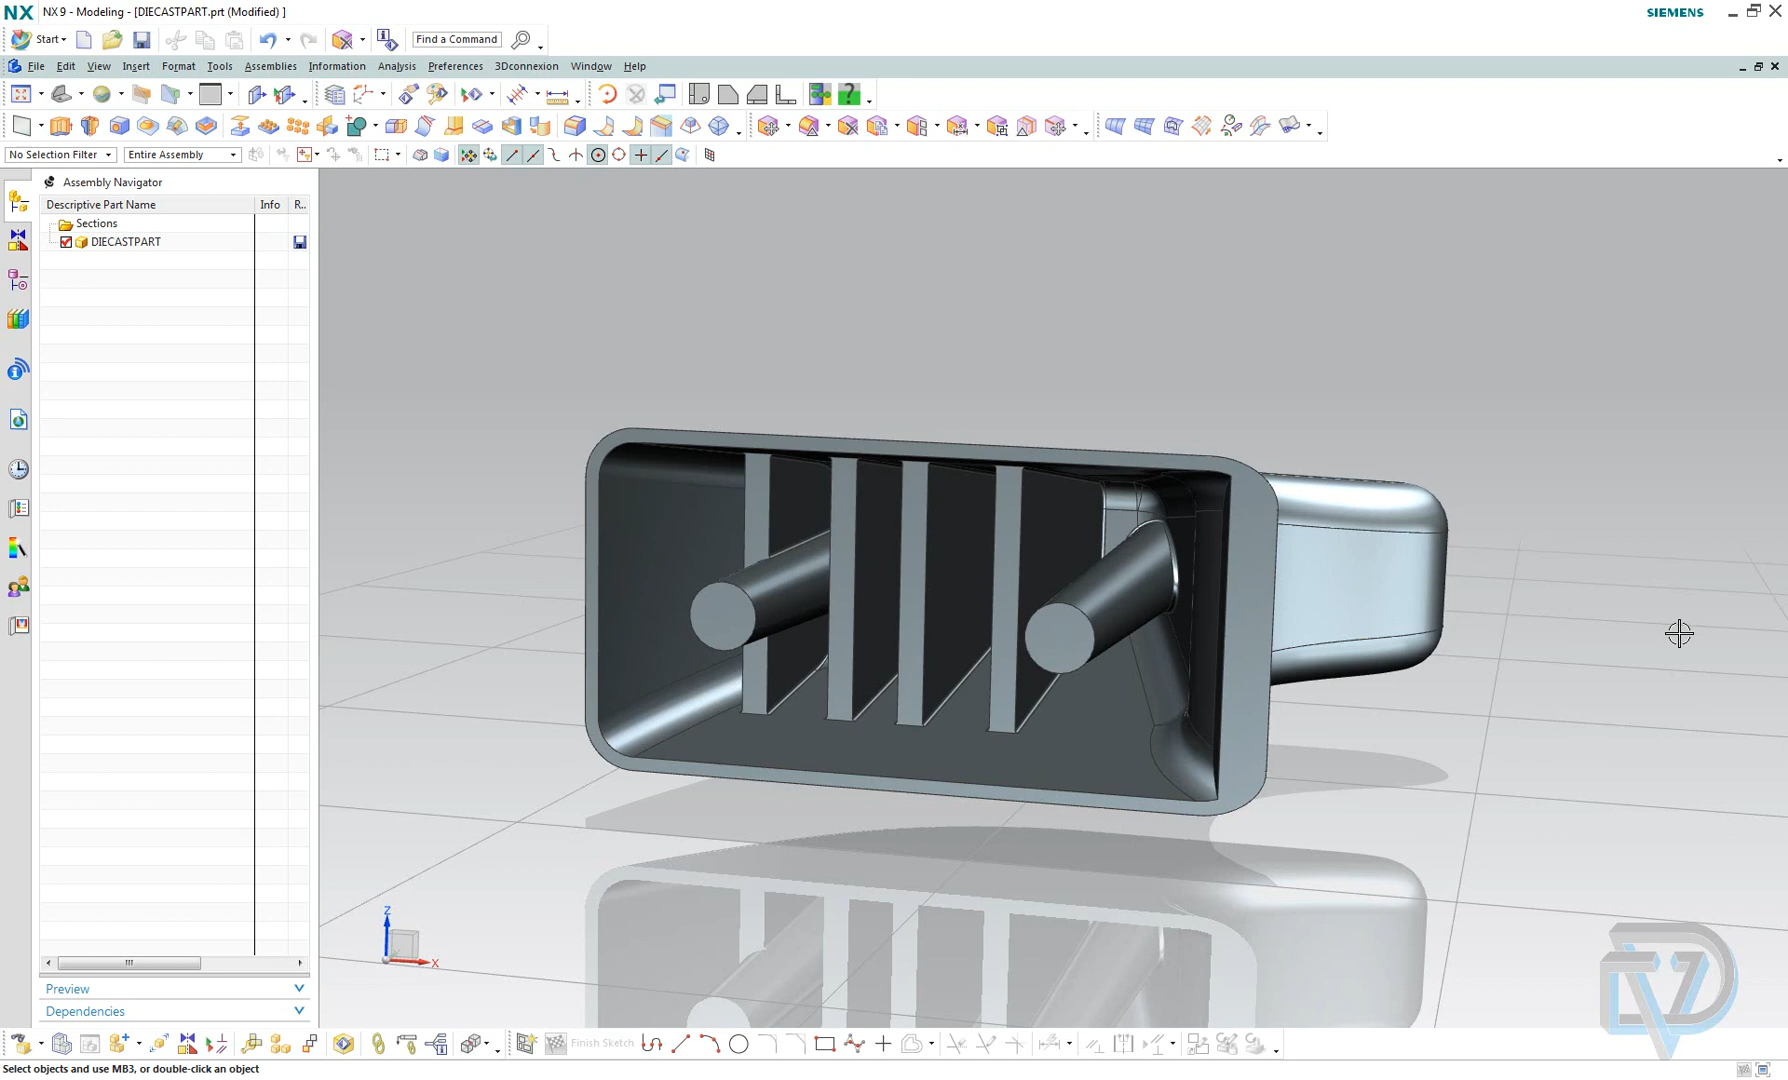 NX NX 9 - Modeling - [DIECASTPART.prt (Modified) ] SIEMENS
Start Find a Command
File Edit View Insert Format Tools Assemblies Information Analysis Preferences 3Dconnexion Window Help
No Selection Filter Entire Assembly
Assembly Navigator
Descriptive Part Name Info R..
Sections
DIECASTPART
Z
X
Preview
Dependencies
Finish Sketch
Select objects and use MB3, or double-click an object